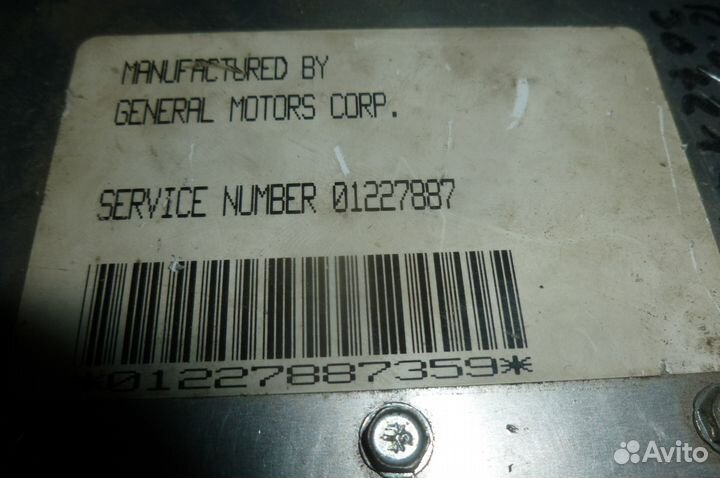 MANUFACTURED BY
GENERAL MOTORS CORP.
SERVICE NUMBER 01227887
*01227887359*
Avito